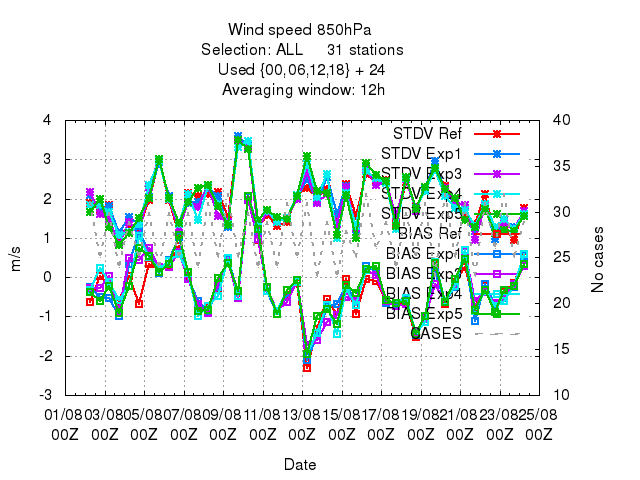 Wind speed 850hPa
Selection: ALL 31 stations
Used {00,06,12,18} + 24
Averaging window: 12h
4
3
2
1
0
-1
-2
-3
m/s
40
35
30
25
20
15
10
No cases
STDV Ref
STDV Exp1
STDV Exp3
STDV Exp4
STDV Exp5
BIAS Ref
BIAS Exp1
BIAS Exp3
BIAS Exp4
BIAS Exp5
CASES
01/08 03/08 05/08 07/08 09/08 11/08 13/08 15/08 17/08 19/08 21/08 23/08 25/08
00Z 00Z 00Z 00Z 00Z 00Z 00Z 00Z 00Z 00Z 00Z 00Z 00Z
Date